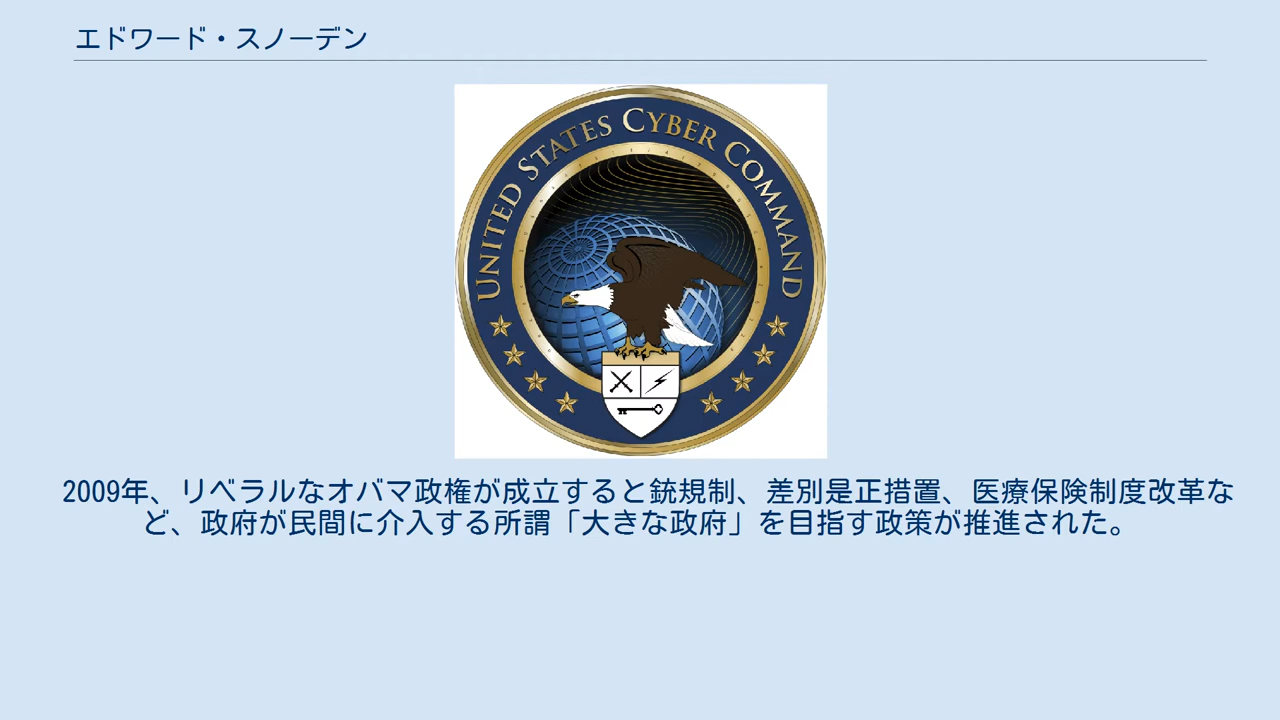 エドワード・スノーデン
UNITED STATES CYBER COMMAND
2009年、リベラルなオバマ政権が成立すると銃規制、差別是正措置、医療保険制度改革な
ど、政府が民間に介入する所謂「大きな政府」を目指す政策が推進された。